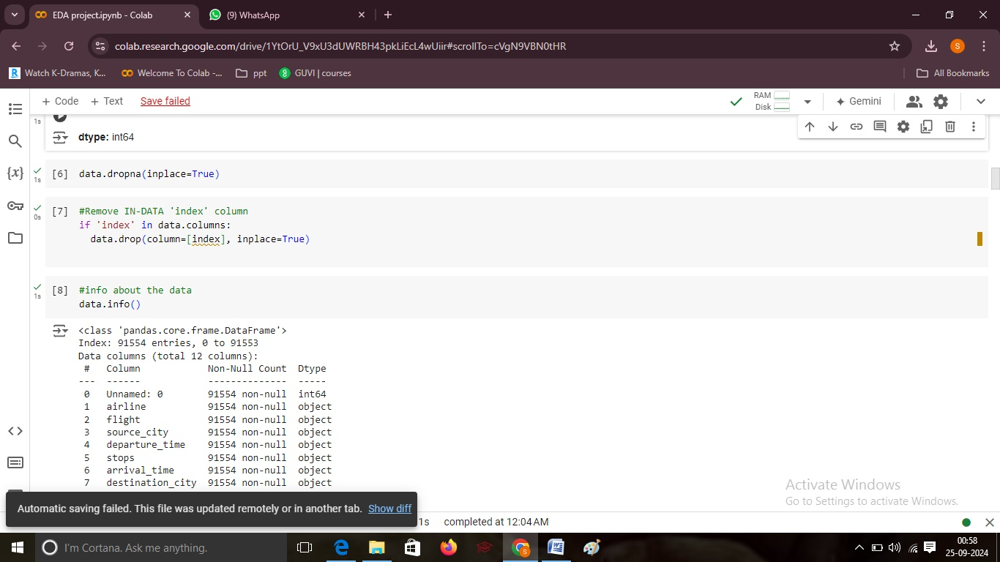 EDA project.ipynb - Colab
(9) WhatsApp
colab.research.google.com/drive/1YtOrU_V9xU3dUWRBH43pkLiEcL4wUiir#scrollTo=cVgN9VBN0tHR
S
R Watch K-Dramas, K...
Welcome To Colab -...
ppt
GUVI | courses
All Bookmarks
+ Code + Text Save failed
RAM
Disk
Gemini
1s
dtype: int64
{x}
1s
[6] data.dropna(inplace=True)
0s
[7] #Remove IN-DATA 'index' column
if 'index' in data.columns:
data.drop(column=[index], inplace=True)
1s
[8] #info about the data
data.info()
<class 'pandas.core.frame.DataFrame'>
Index: 91554 entries, 0 to 91553
Data columns (total 12 columns):
# Column Non-Null Count Dtype
--- ------ -------------- -----
0 Unnamed: 0 91554 non-null int64
1 airline 91554 non-null object
2 flight 91554 non-null object
3 source_city 91554 non-null object
4 departure_time 91554 non-null object
5 stops 91554 non-null object
6 arrival_time 91554 non-null object
7 destination_city 91554 non-null object
Activate Windows
Go to Settings to activate Windows.
Automatic saving failed. This file was updated remotely or in another tab. Show diff
1s completed at 12:04 AM
I'm Cortana. Ask me anything.
00:58
25-09-2024